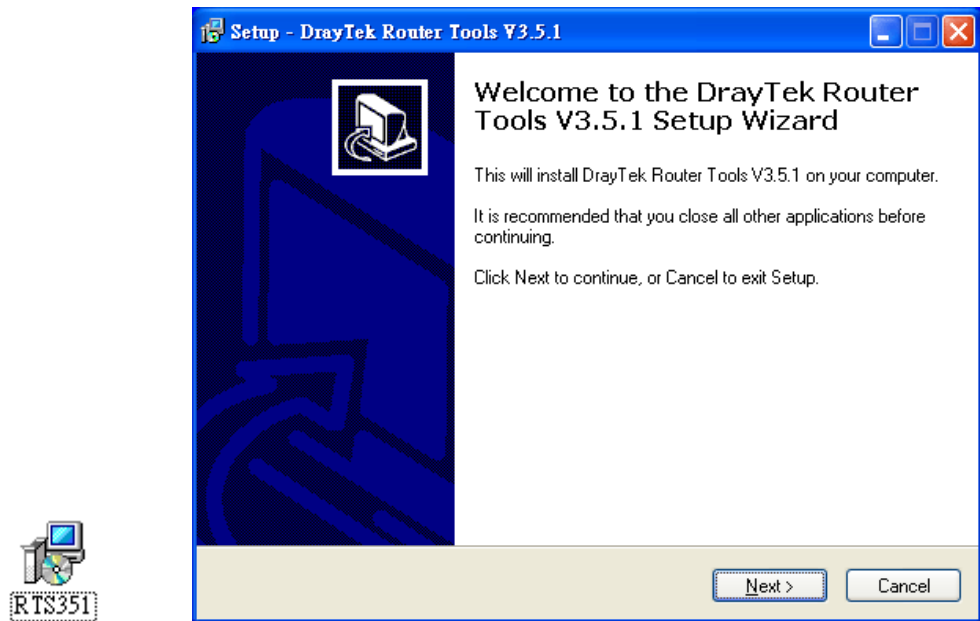 Setup - DrayTek Router Tools V3.5.1
Welcome to the DrayTek Router
Tools V3.5.1 Setup Wizard
This will install DrayTek Router Tools V3.5.1 on your computer.
It is recommended that you close all other applications before
continuing.
Click Next to continue, or Cancel to exit Setup.
Next >
Cancel
RTS351